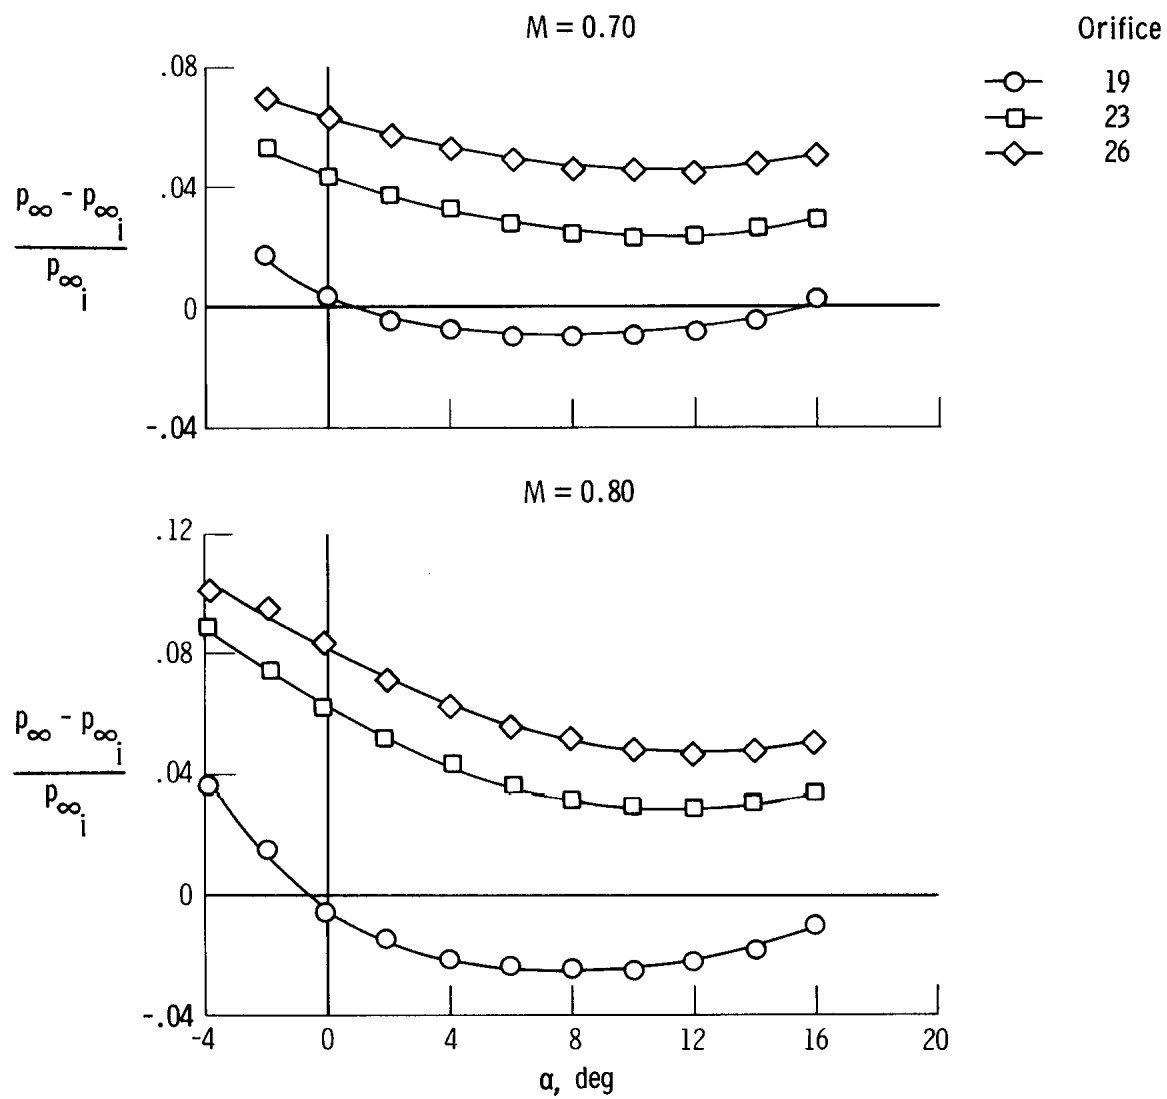 M = 0.70
Orifice
19
23
26
.08
.04
0
-.04
p∞ - p∞i
p∞i
M = 0.80
.12
.08
.04
0
-.04
p∞ - p∞i
p∞i
-4 0 4 8 12 16 20
α, deg